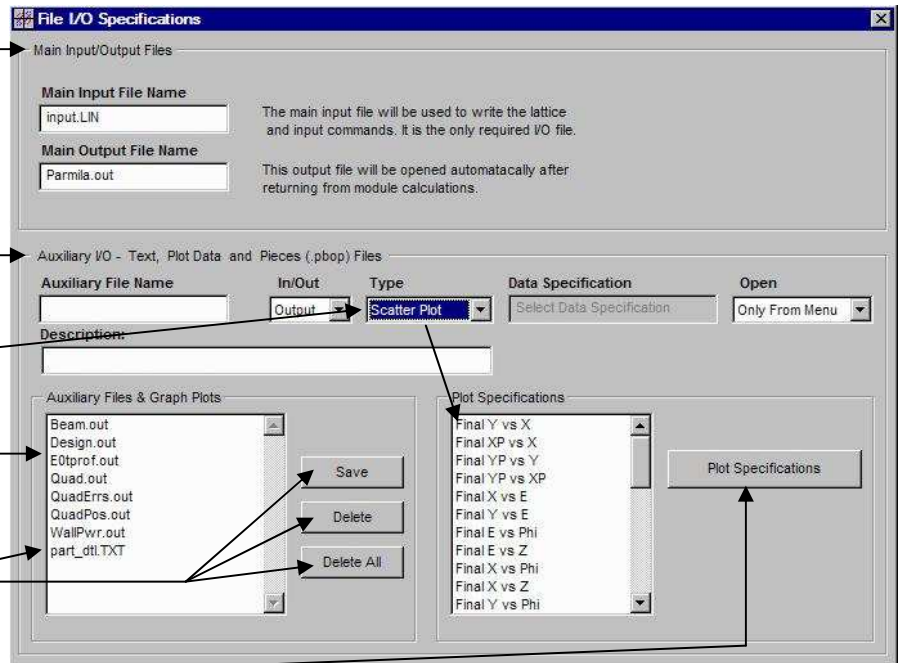 File I/O Specifications
Main Input/Output Files
Main Input File Name
input.LIN
The main input file will be used to write the lattice
and input commands. It is the only required I/O file.
Main Output File Name
Parmila.out
This output file will be opened automatacally after
returning from module calculations.
Auxiliary I/O - Text, Plot Data and Pieces (.pbop) Files
Auxiliary File Name
In/Out
Type
Data Specification
Open
Output
Scatter Plot
Select Data Specification
Only From Menu
Description:
Auxiliary Files & Graph Plots
Beam.out
Design.out
E0tprof.out
Quad.out
QuadErrs.out
QuadPos.out
WallPwr.out
part_dtl.TXT
Save
Delete
Delete All
Plot Specifications
Final Y vs X
Final XP vs X
Final YP vs Y
Final YP vs XP
Final X vs E
Final Y vs E
Final E vs Phi
Final E vs Z
Final X vs Phi
Final X vs Z
Final Y vs Phi
Plot Specifications